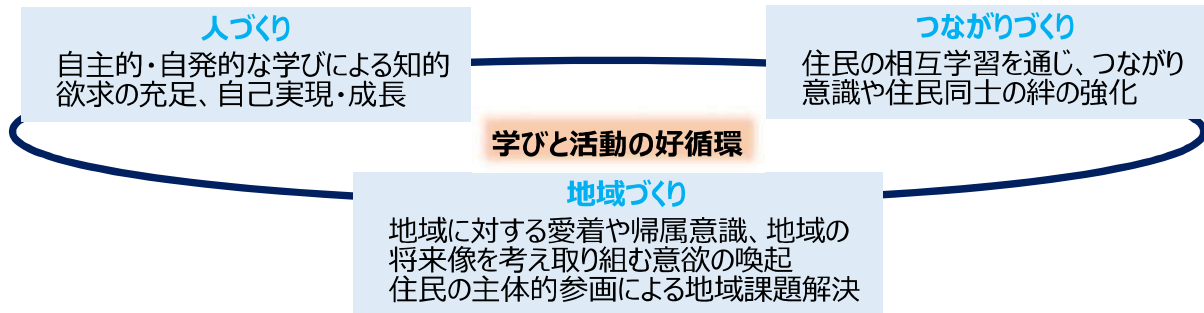 人づくり
自主的・自発的な学びによる知的
欲求の充足、自己実現・成長
つながりづくり
住民の相互学習を通じ、つながり
意識や住民同士の絆の強化
学びと活動の好循環
地域づくり
地域に対する愛着や帰属意識、地域の
将来像を考え取り組む意欲の喚起
住民の主体的参画による地域課題解決